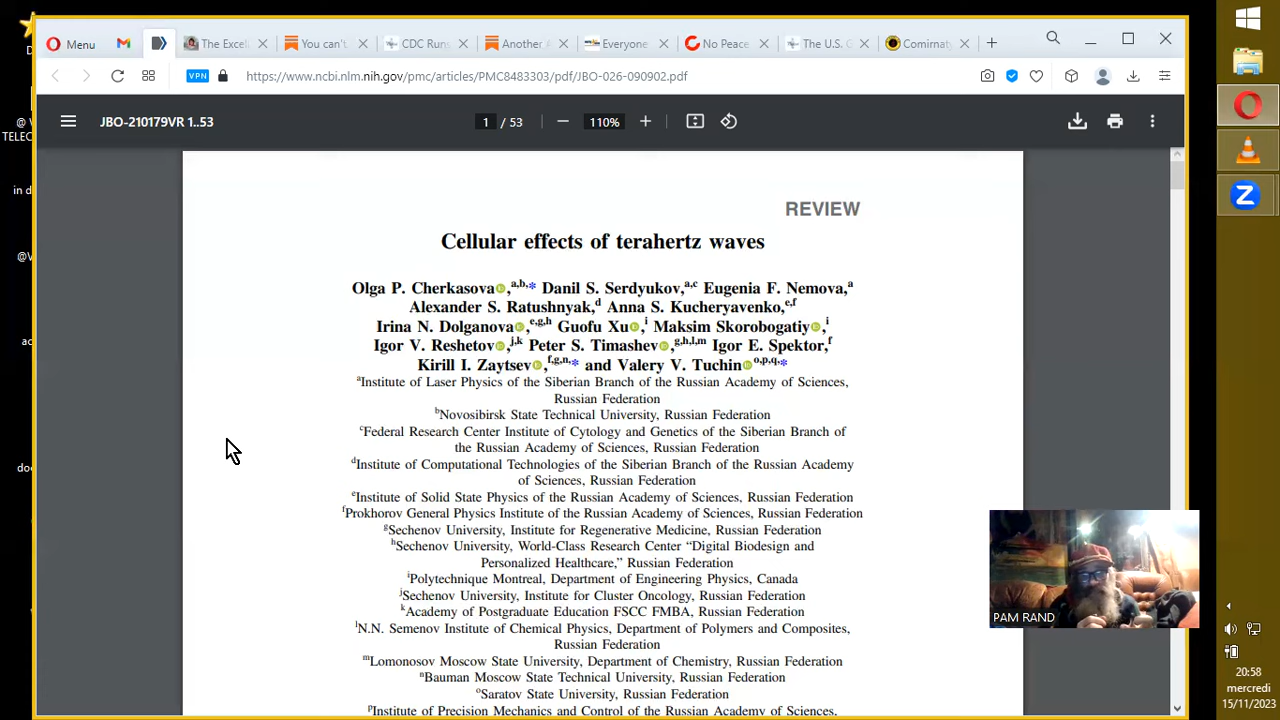 Menu
The Excell
You can't.
CDC Runs
Another A
Everyone
No Peace
The U.S. G
Comirnaty
VPN
https://www.ncbi.nlm.nih.gov/pmc/articles/PMC8483303/pdf/JBO-026-090902.pdf
JBO-210179VR 1..53
1 / 53
110%
REVIEW
Cellular effects of terahertz waves
Olga P. Cherkasova,a,b,* Danil S. Serdyukov,a,c Eugenia F. Nemova,a
Alexander S. Ratushnyak,d Anna S. Kucheryavenko,e,f
Irina N. Dolganova,e,g,h Guofu Xu,i Maksim Skorobogatiy,i
Igor V. Reshetov,j,k Peter S. Timashev,g,h,l,m Igor E. Spektor,f
Kirill I. Zaytsev,f,g,n,* and Valery V. Tuchino,p,q,*
aInstitute of Laser Physics of the Siberian Branch of the Russian Academy of Sciences,
Russian Federation
bNovosibirsk State Technical University, Russian Federation
cFederal Research Center Institute of Cytology and Genetics of the Siberian Branch of
the Russian Academy of Sciences, Russian Federation
dInstitute of Computational Technologies of the Siberian Branch of the Russian Academy
of Sciences, Russian Federation
eInstitute of Solid State Physics of the Russian Academy of Sciences, Russian Federation
fProkhorov General Physics Institute of the Russian Academy of Sciences, Russian Federation
gSechenov University, Institute for Regenerative Medicine, Russian Federation
hSechenov University, World-Class Research Center “Digital Biodesign and
Personalized Healthcare,” Russian Federation
iPolytechnique Montreal, Department of Engineering Physics, Canada
jSechenov University, Institute for Cluster Oncology, Russian Federation
kAcademy of Postgraduate Education FSCC FMBA, Russian Federation
lN.N. Semenov Institute of Chemical Physics, Department of Polymers and Composites,
Russian Federation
mLomonosov Moscow State University, Department of Chemistry, Russian Federation
nBauman Moscow State Technical University, Russian Federation
oSaratov State University, Russian Federation
pInstitute of Precision Mechanics and Control of the Russian Academy of Sciences,
PAM RAND
20:58
mercredi
15/11/2023